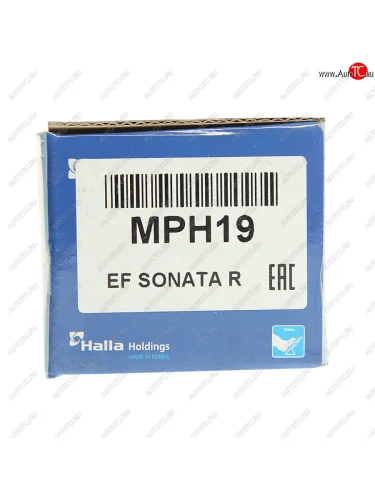 www.AutoTC.ru
MPH19
EF SONATA R
EAC
Halla Holdings
MADE IN KOREA